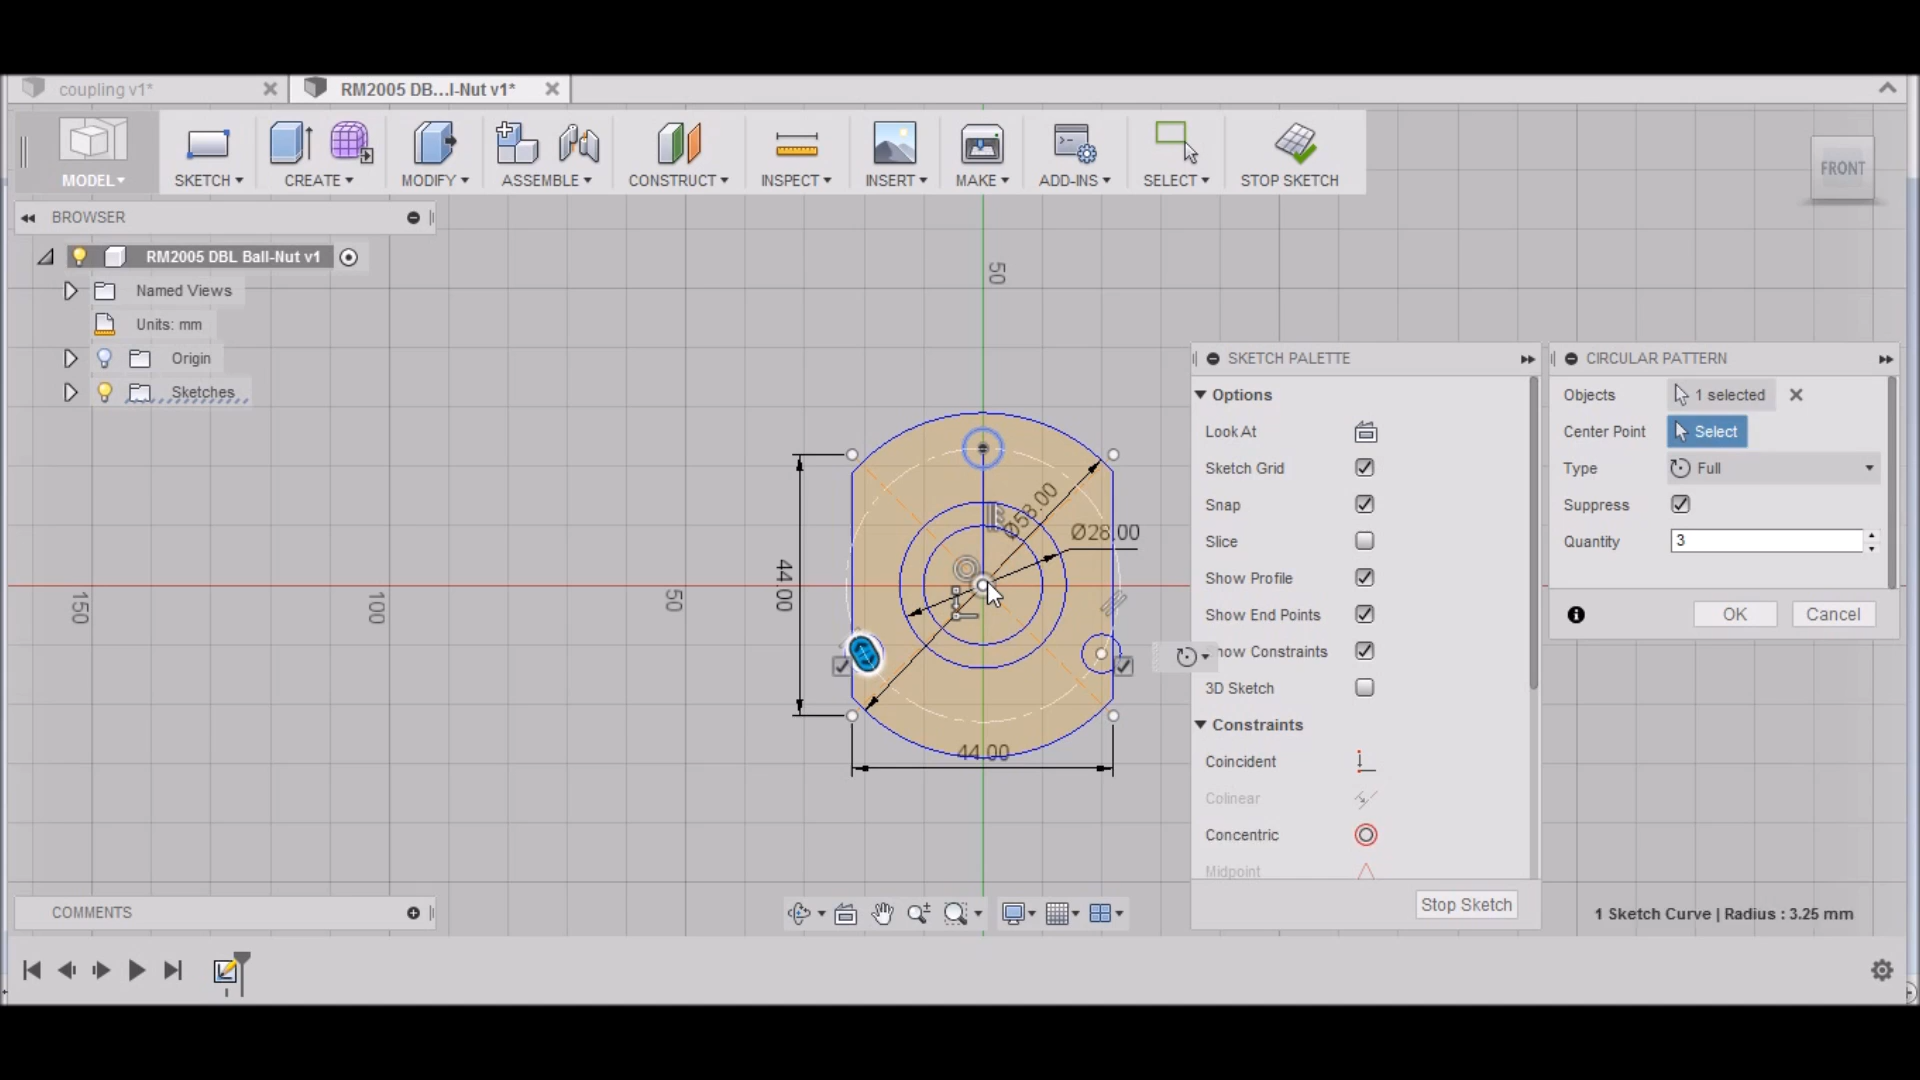 coupling v1*
RM2005 DB...l-Nut v1*
MODEL
SKETCH
CREATE
MODIFY
ASSEMBLE
CONSTRUCT
INSPECT
INSERT
MAKE
ADD-INS
SELECT
STOP SKETCH
FRONT
BROWSER
RM2005 DBL Ball-Nut v1
Named Views
Units: mm
Origin
Sketches
50
150
100
50
44.00
Ø58.00
Ø28.00
44.00
SKETCH PALETTE
Options
Look At
Sketch Grid
Snap
Slice
Show Profile
Show End Points
how Constraints
3D Sketch
Constraints
Coincident
Colinear
Concentric
Midpoint
Stop Sketch
CIRCULAR PATTERN
Objects 1 selected
Center Point Select
Type Full
Suppress
Quantity 3
OK Cancel
COMMENTS
1 Sketch Curve | Radius : 3.25 mm